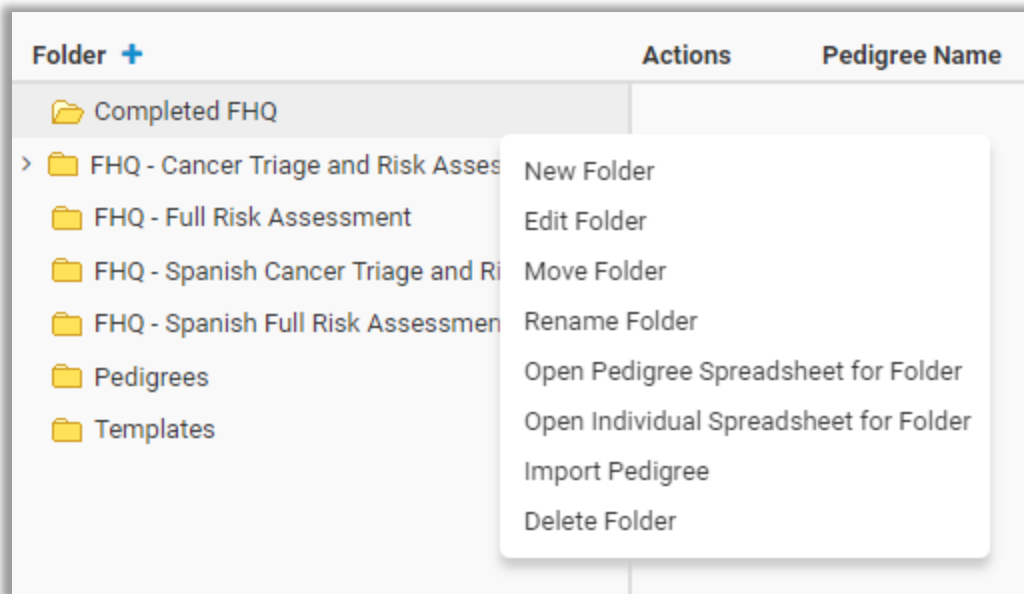 Folder +
Actions
Pedigree Name
Completed FHQ
FHQ - Cancer Triage and Risk Asses
FHQ - Full Risk Assessment
FHQ - Spanish Cancer Triage and Ri
FHQ - Spanish Full Risk Assessmen
Pedigrees
Templates
New Folder
Edit Folder
Move Folder
Rename Folder
Open Pedigree Spreadsheet for Folder
Open Individual Spreadsheet for Folder
Import Pedigree
Delete Folder